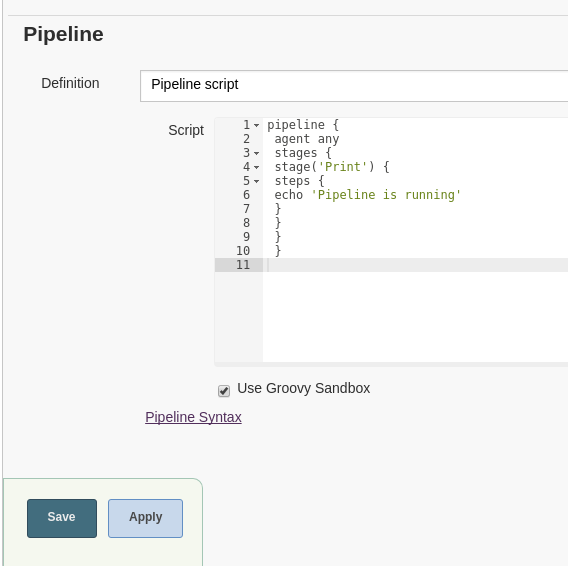 Pipeline
Definition
Pipeline script
Script
1 pipeline {
2 agent any
3 stages {
4 stage('Print') {
5 steps {
6 echo 'Pipeline is running'
7 }
8 }
9 }
10 }
11
Use Groovy Sandbox
Pipeline Syntax
Save Apply